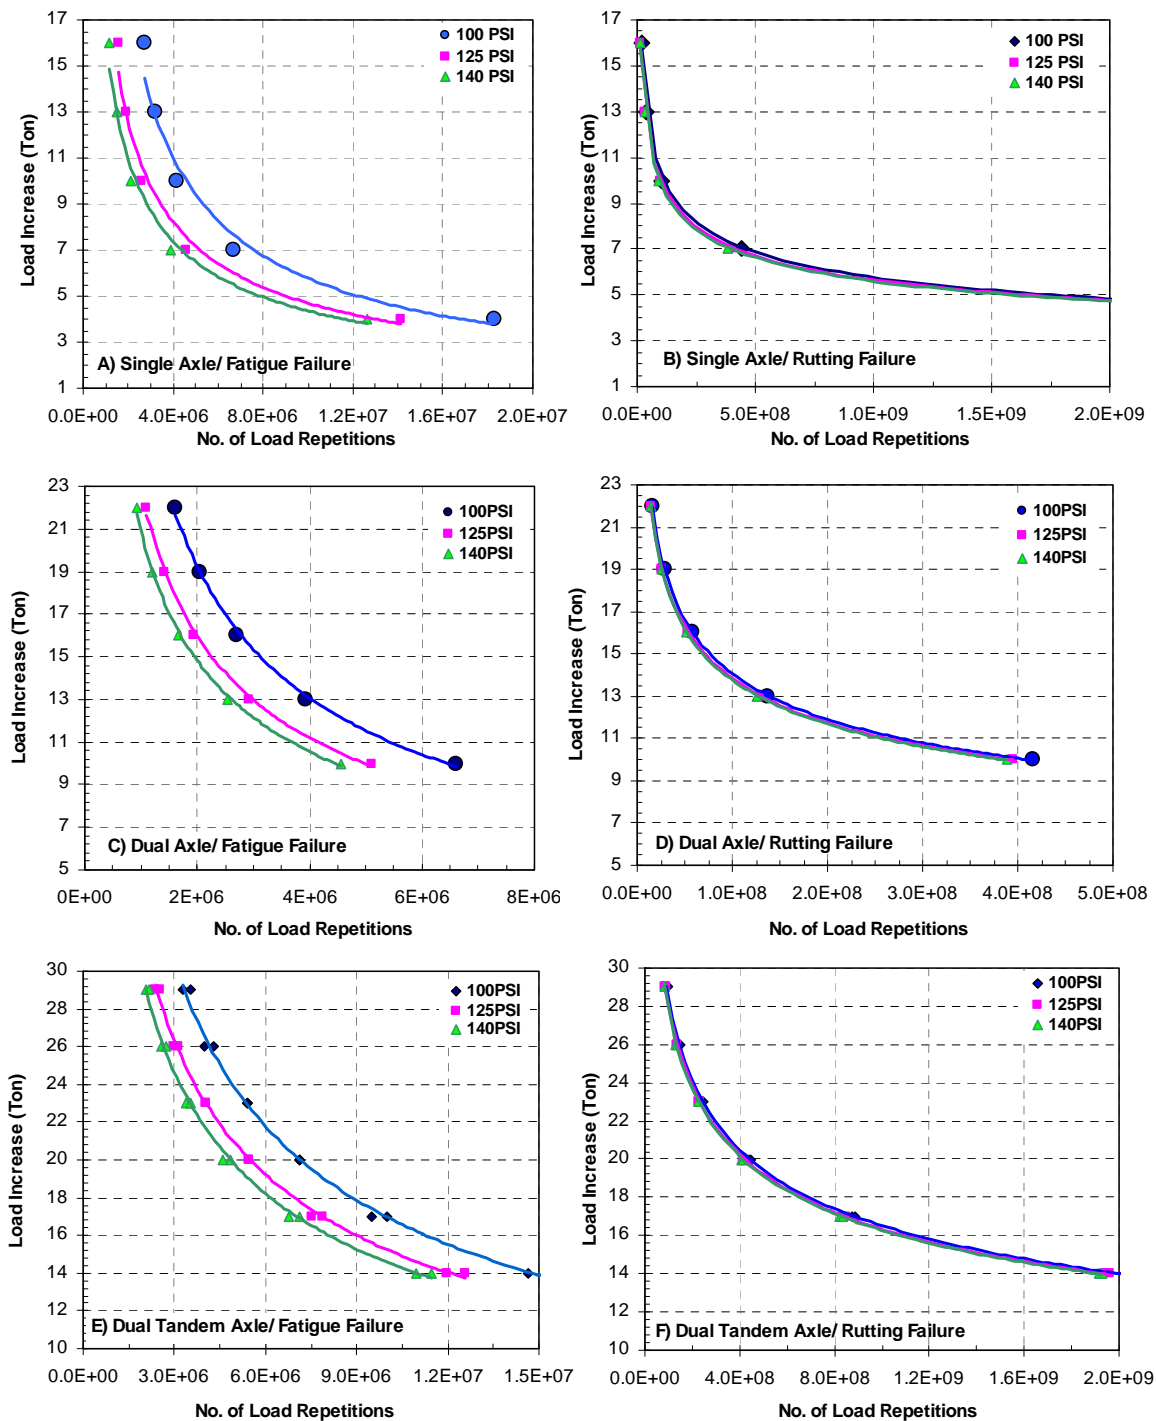 17
15
13
11
9
7
5
3
1
Load Increase (Ton)
100 PSI
125 PSI
140 PSI
A) Single Axle/ Fatigue Failure
0.0E+00 4.0E+06 8.0E+06 1.2E+07 1.6E+07 2.0E+07
No. of Load Repetitions
17
15
13
11
9
7
5
3
1
Load Increase (Ton)
100 PSI
125 PSI
140 PSI
B) Single Axle/ Rutting Failure
0.0E+00 5.0E+08 1.0E+09 1.5E+09 2.0E+09
No. of Load Repetitions
23
21
19
17
15
13
11
9
7
5
Load Increase (Ton)
100PSI
125PSI
140PSI
C) Dual Axle/ Fatigue Failure
0E+00 2E+06 4E+06 6E+06 8E+06
No. of Load Repetitions
23
21
19
17
15
13
11
9
7
5
Load Increase (Ton)
100PSI
125PSI
140PSI
D) Dual Axle/ Rutting Failure
0.0E+00 1.0E+08 2.0E+08 3.0E+08 4.0E+08 5.0E+08
No. of Load Repetitions
30
28
26
24
22
20
18
16
14
12
10
Load Increase (Ton)
100PSI
125PSI
140PSI
E) Dual Tandem Axle/ Fatigue Failure
0.0E+00 3.0E+06 6.0E+06 9.0E+06 1.2E+07 1.5E+07
No. of Load Repetitions
30
28
26
24
22
20
18
16
14
12
10
Load Increase (Ton)
100PSI
125PSI
140PSI
F) Dual Tandem Axle/ Rutting Failure
0.0E+00 4.0E+08 8.0E+08 1.2E+09 1.6E+09 2.0E+09
No. of Load Repetitions